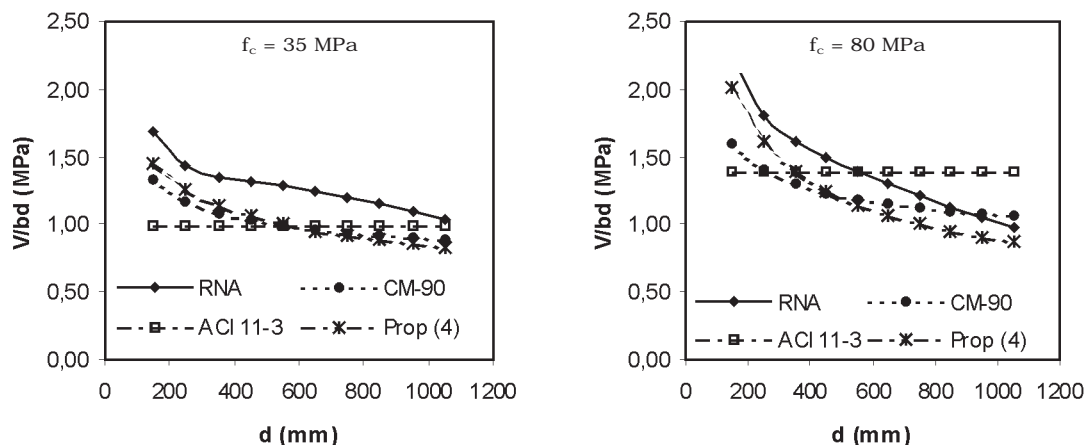 f_c = 35 MPa
V/bd (MPa)
2,50
2,00
1,50
1,00
0,50
0,00
RNA
CM-90
ACI 11-3
Prop (4)
0 200 400 600 800 1000 1200
d (mm)
f_c = 80 MPa
V/bd (MPa)
2,50
2,00
1,50
1,00
0,50
0,00
RNA
CM-90
ACI 11-3
Prop (4)
0 200 400 600 800 1000 1200
d (mm)